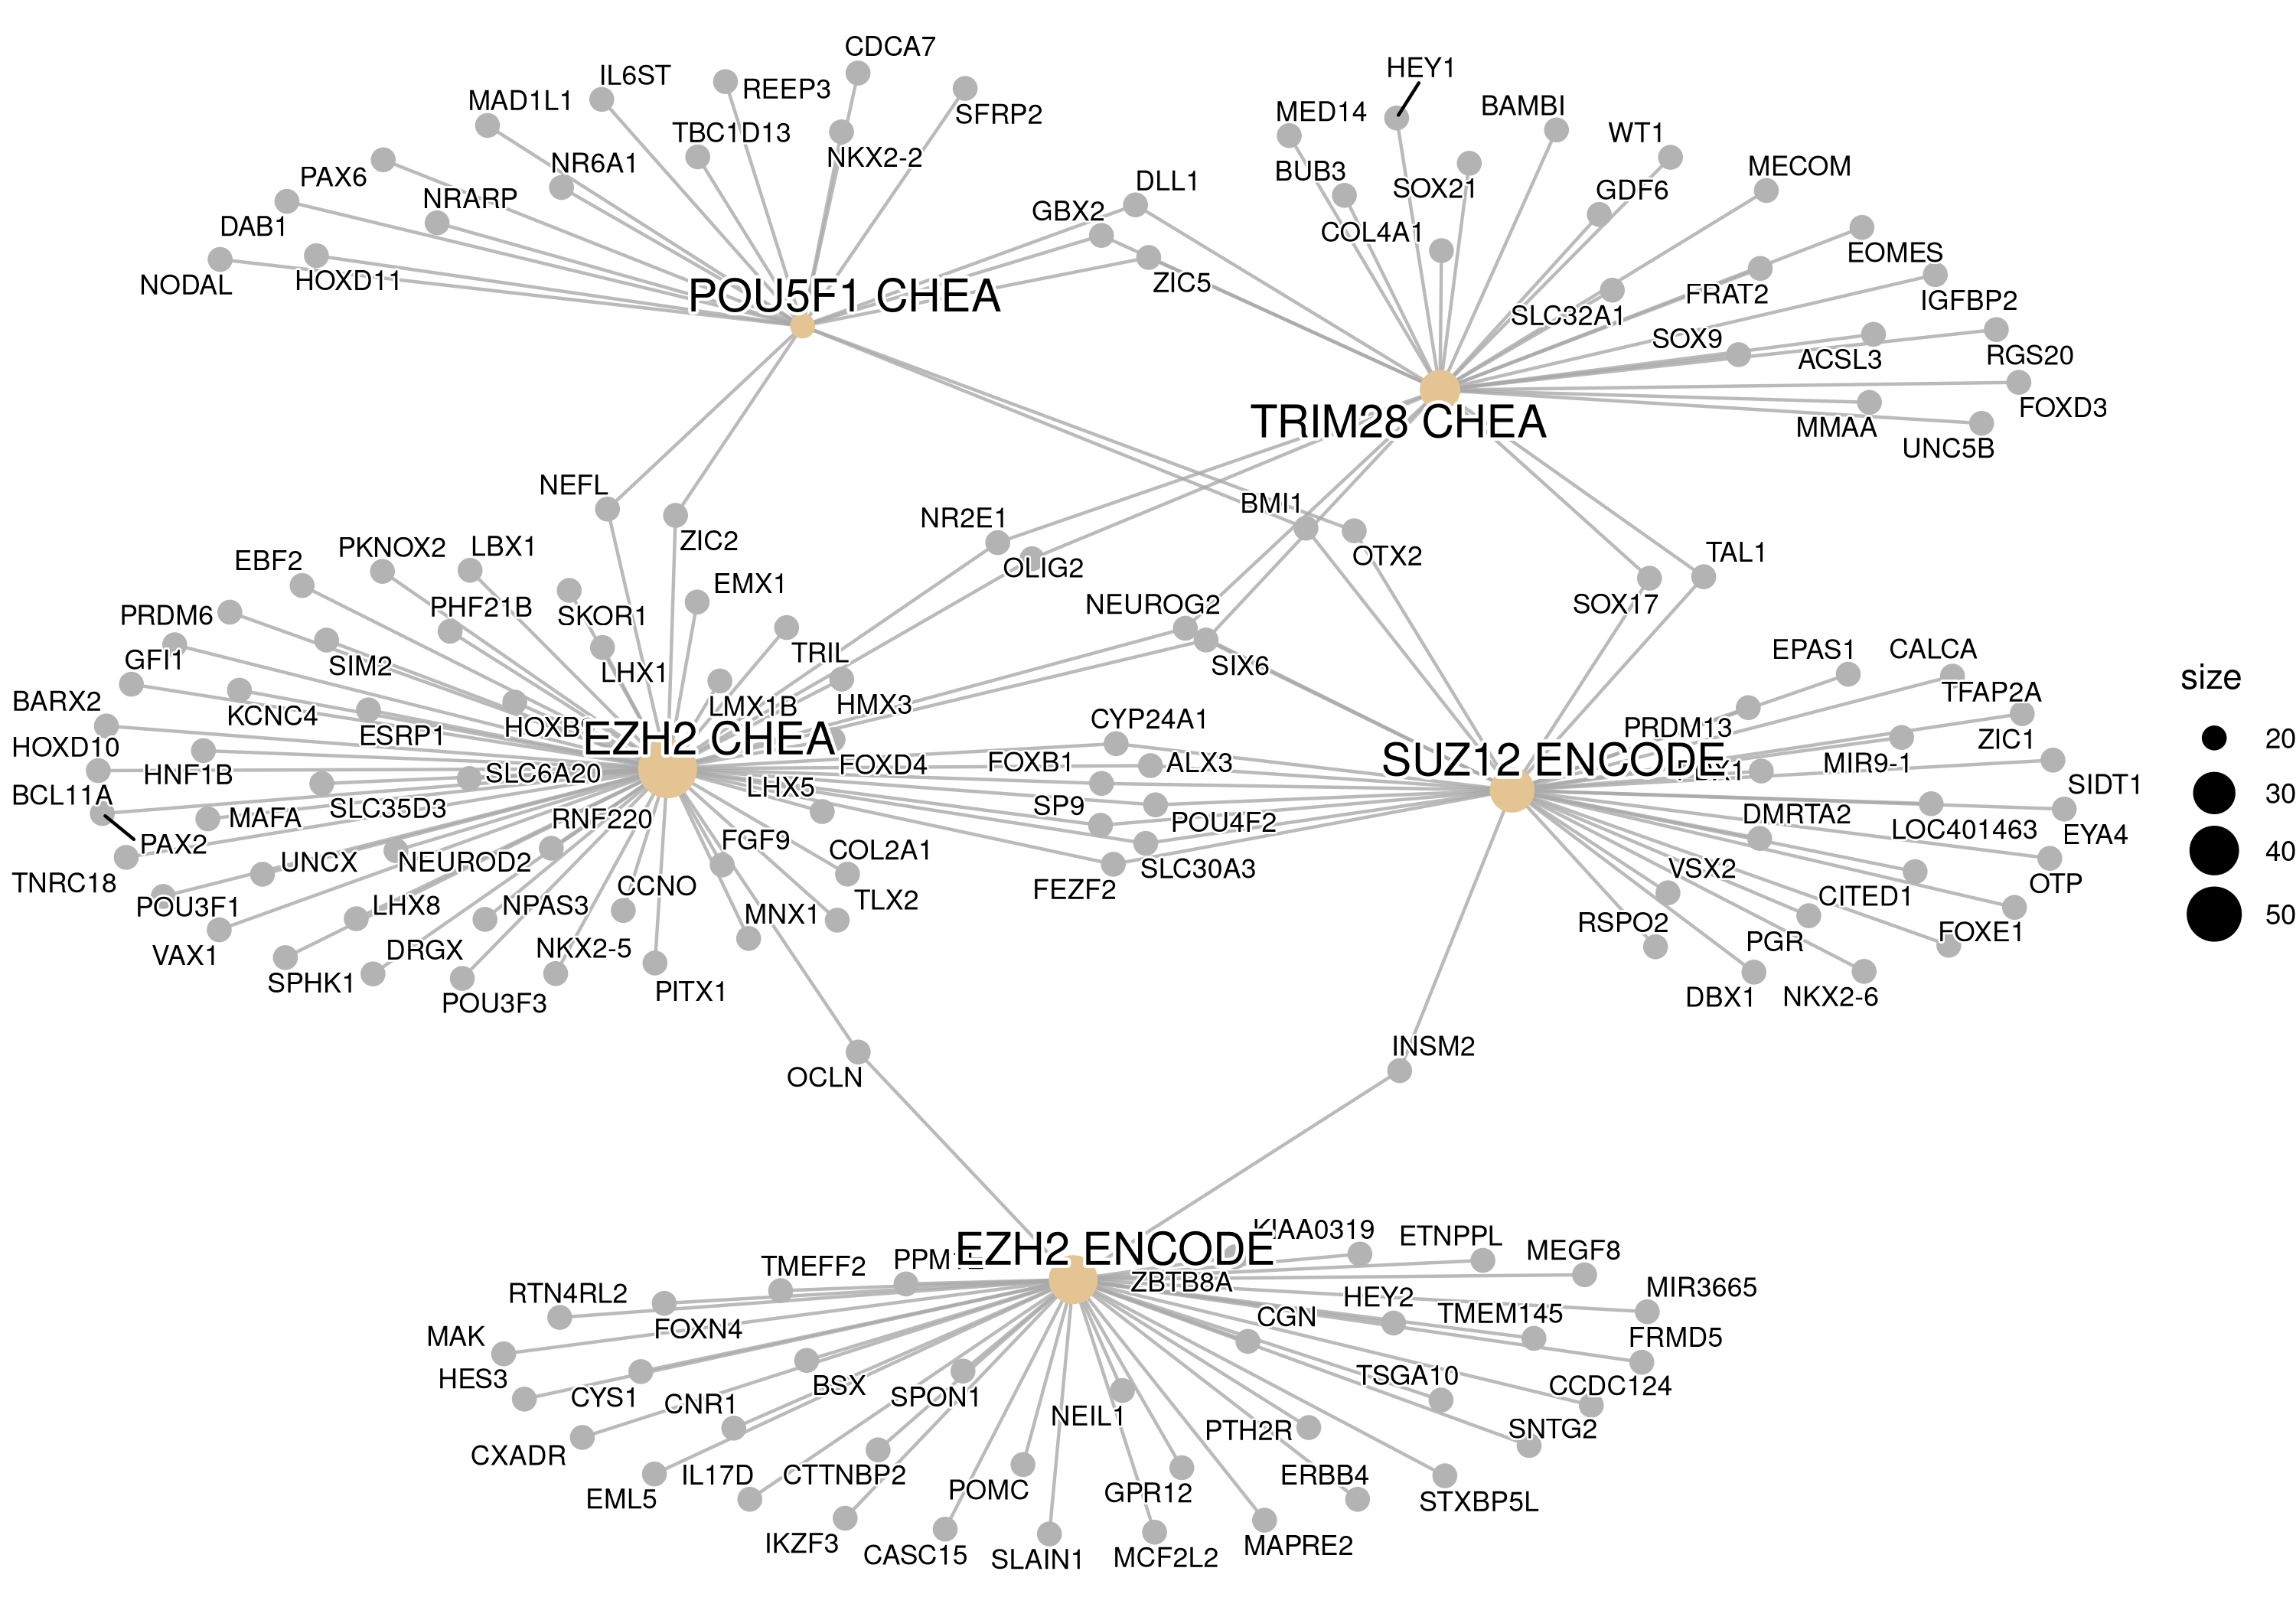 CDCA7
IL6ST
REEP3
MAD1L1
SFRP2
TBC1D13
NKX2-2
NR6A1
PAX6
NRARP
DAB1
HOXD11
NODAL
POU5F1 CHEA
HEY1
MED14
BAMBI
WT1
BUB3
SOX21
MECOM
GDF6
DLL1
GBX2
COL4A1
EOMES
ZIC5
FRAT2
IGFBP2
SLC32A1
SOX9
ACSL3
RGS20
FOXD3
TRIM28 CHEA
MMAA
UNC5B
NEFL
ZIC2
NR2E1
BMI1
OLIG2
OTX2
TAL1
SOX17
NEUROG2
SIX6
EBF2
PKNOX2
LBX1
EMX1
PRDM6
PHF21B
SKOR1
GFI1
SIM2
LHX1
TRIL
BARX2
KCNC4
LMX1B
HMX3
ESRP1
HOXD10
EZH2 CHEA
HNF1B
SLC6A20
FOXD4
BCL11A
SLC35D3
LHX5
MAFA
RNF220
PAX2
FGF9
TNRC18
UNCX
NEUROD2
COL2A1
CCNO
POU3F1
LHX8
NPAS3
TLX2
MNX1
VAX1
DRGX
NKX2-5
SPHK1
POU3F3
PITX1
CYP24A1
FOXB1
ALX3
SP9
POU4F2
SLC30A3
FEZF2
EPAS1
CALCA
TFAP2A
PRDM13
ZIC1
SUZ12 ENCODE
MIR9-1
SIDT1
DMRTA2
LOC401463
EYA4
VSX2
OTP
CITED1
RSPO2
PGR
FOXE1
DBX1
NKX2-6
size
20
30
40
50
OCLN
INSM2
EZH2 ENCODE
KIAA0319
ETNPPL
MEGF8
TMEFF2
ZBTB8A
RTN4RL2
HEY2
MIR3665
CGN
TMEM145
FOXN4
MAK
FRMD5
HES3
CYS1
BSX
TSGA10
CCDC124
CNR1
SPON1
NEIL1
PTH2R
SNTG2
CXADR
IL17D
CTTNBP2
ERBB4
EML5
POMC
GPR12
STXBP5L
IKZF3
CASC15
SLAIN1
MCF2L2
MAPRE2